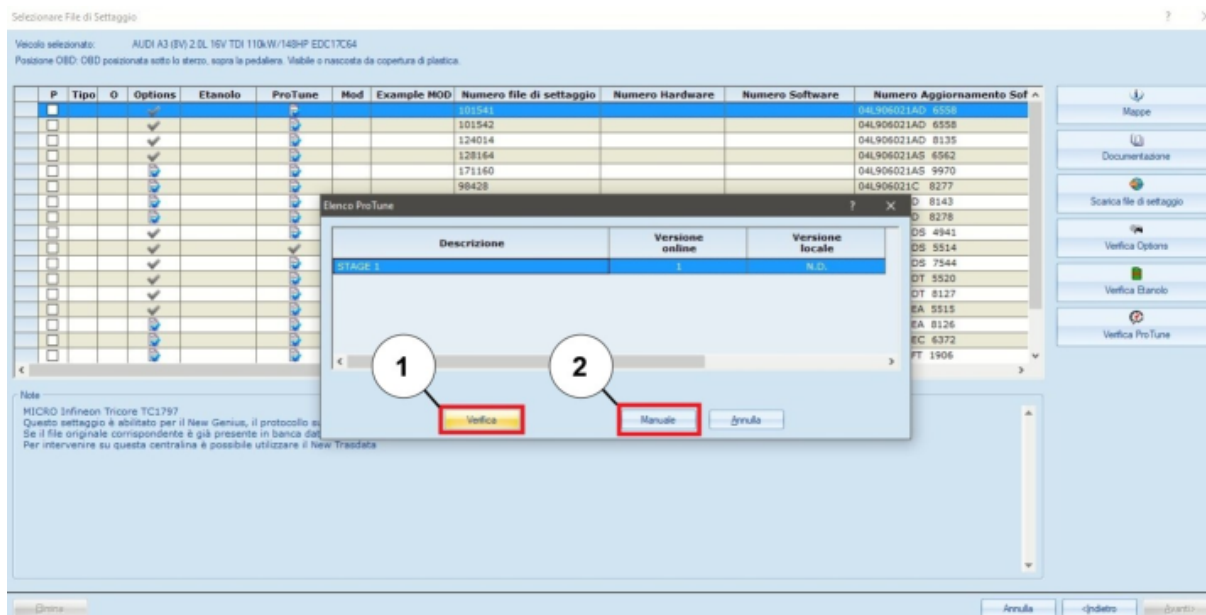 Selezionare File di Settaggio
Veicolo selezionato: AUDI A3 (8V) 2.0L 16V TDI 110kW/148HP EDC17C64
Posizione OBD: OBD posizionata sotto lo sterzo, sopra la pedaliera. Visibile o nascosta da copertura di plastica.
P Tipo O Options Etanolo ProTune Mod Example MOD Numero file di settaggio Numero Hardware Numero Software Numero Aggiornamento Sof
101541 04L906021AD 6558
101542 04L906021AD 6558
124014 04L906021AD 8135
128164 04L906021AS 6562
171160 04L906021AS 9970
98428 04L906021C 8277
D 8143
D 8278
DS 4941
DS 5514
DS 7544
DT 5520
DT 8127
EA 5515
EA 8126
EC 6372
FT 1906
Mappe
Documentazione
Scarica file di settaggio
Verifica Options
Verifica Etanolo
Verifica ProTune
Elenco ProTune ? ×
Descrizione Versione online Versione locale
STAGE 1 1 N.D.
1 2
Verifica Manuale Annulla
Note
MICRO Infineon Tricore TC1797
Questo settaggio è abilitato per il New Genius, il protocollo su
Se il file originale corrispondente è già presente in banca dat
Per intervenire su questa centralina è possibile utilizzare il New Trasdata
Elimina Annulla <Indietro Avanti>